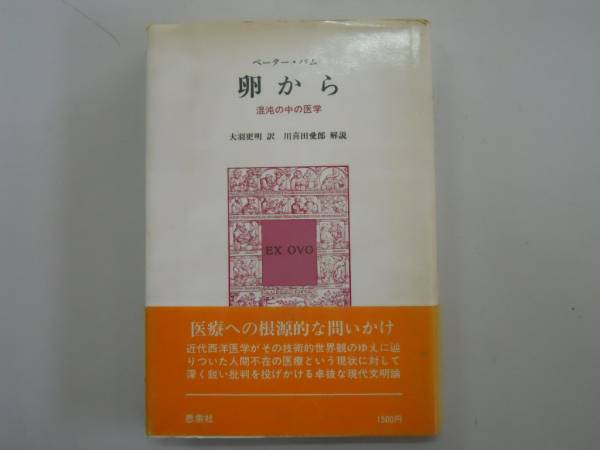 ペーター・バム
卵から
混沌の中の医学
大羽更明 訳 川喜田愛郎 解説
EX OVO
医療への根源的な問いかけ
近代西洋医学がその技術的世界観のゆえに辿
りついた人間不在の医療という現状に対して
深く鋭い批判を投げかける卓抜な現代文明論
思索社
1500円